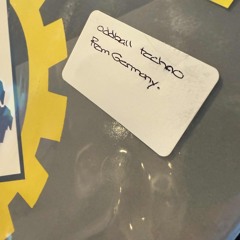 oddball techno
from Germany.